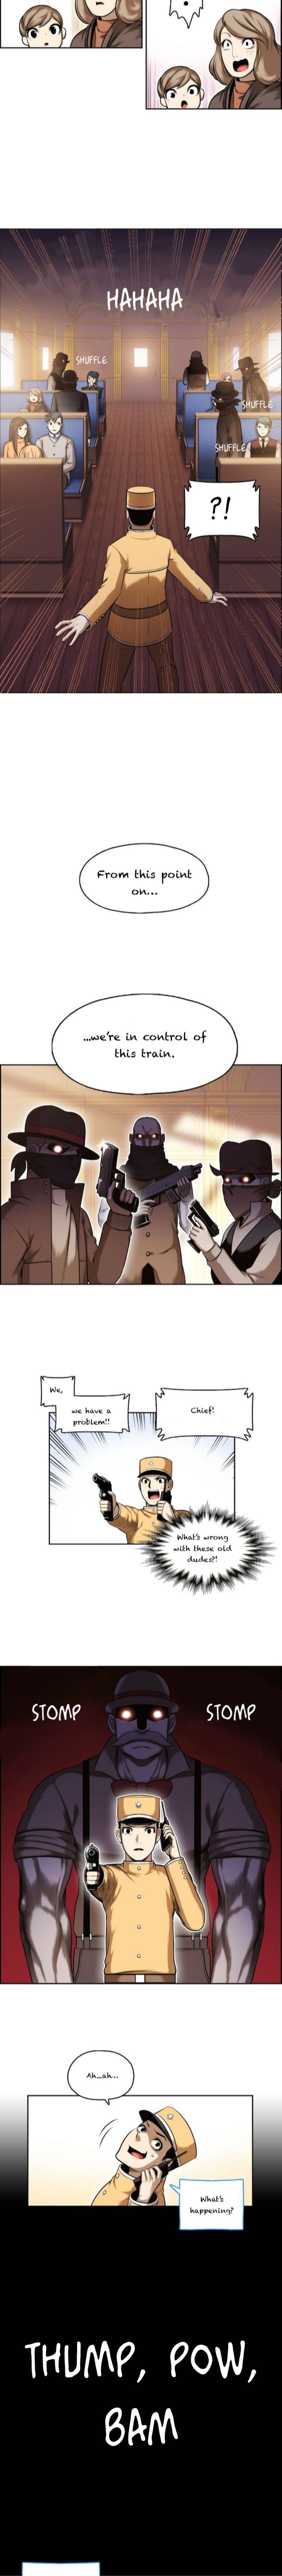 HAHAHA
SHUFFLE
SHUFFLE
SHUFFLE
?!
From this point
on...
...we're in control of
this train.
We,
we have a
problem!!
Chief!
What's wrong
with these old
dudes?!
STOMP
STOMP
Ah...ah...
What's
happening?
THUMP, POW,
BAM